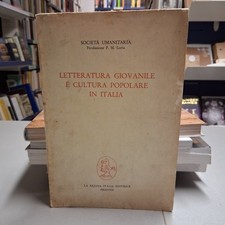 SOCIETÀ UMANITARIA
Fondazione P. M. Loria
LETTERATURA GIOVANILE
E CULTURA POPOLARE
IN ITALIA
LA NUOVA ITALIA EDITRICE
FIRENZE